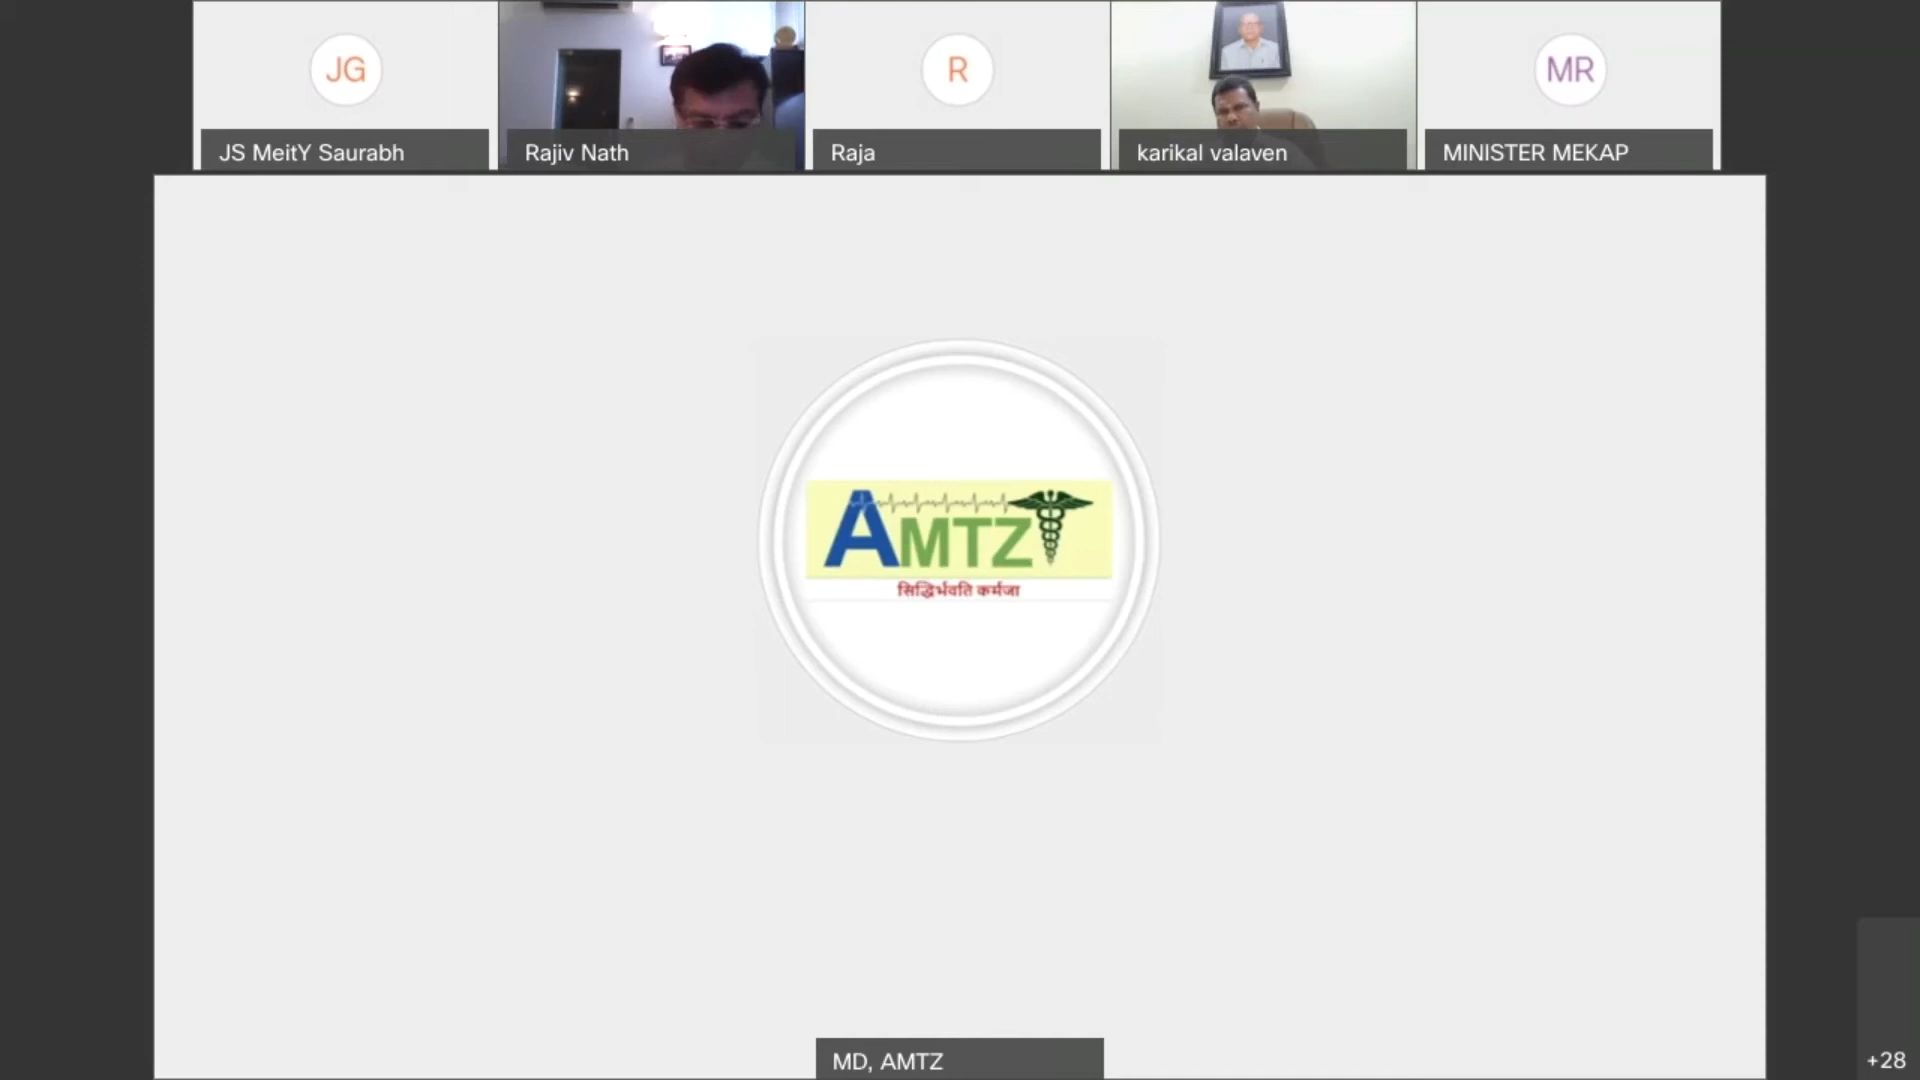 JG
R
MR
JS MeitY Saurabh
Rajiv Nath
Raja
karikal valaven
MINISTER MEKAP
AMTZ
सिद्धिर्भवति कर्मजा
MD, AMTZ
+28